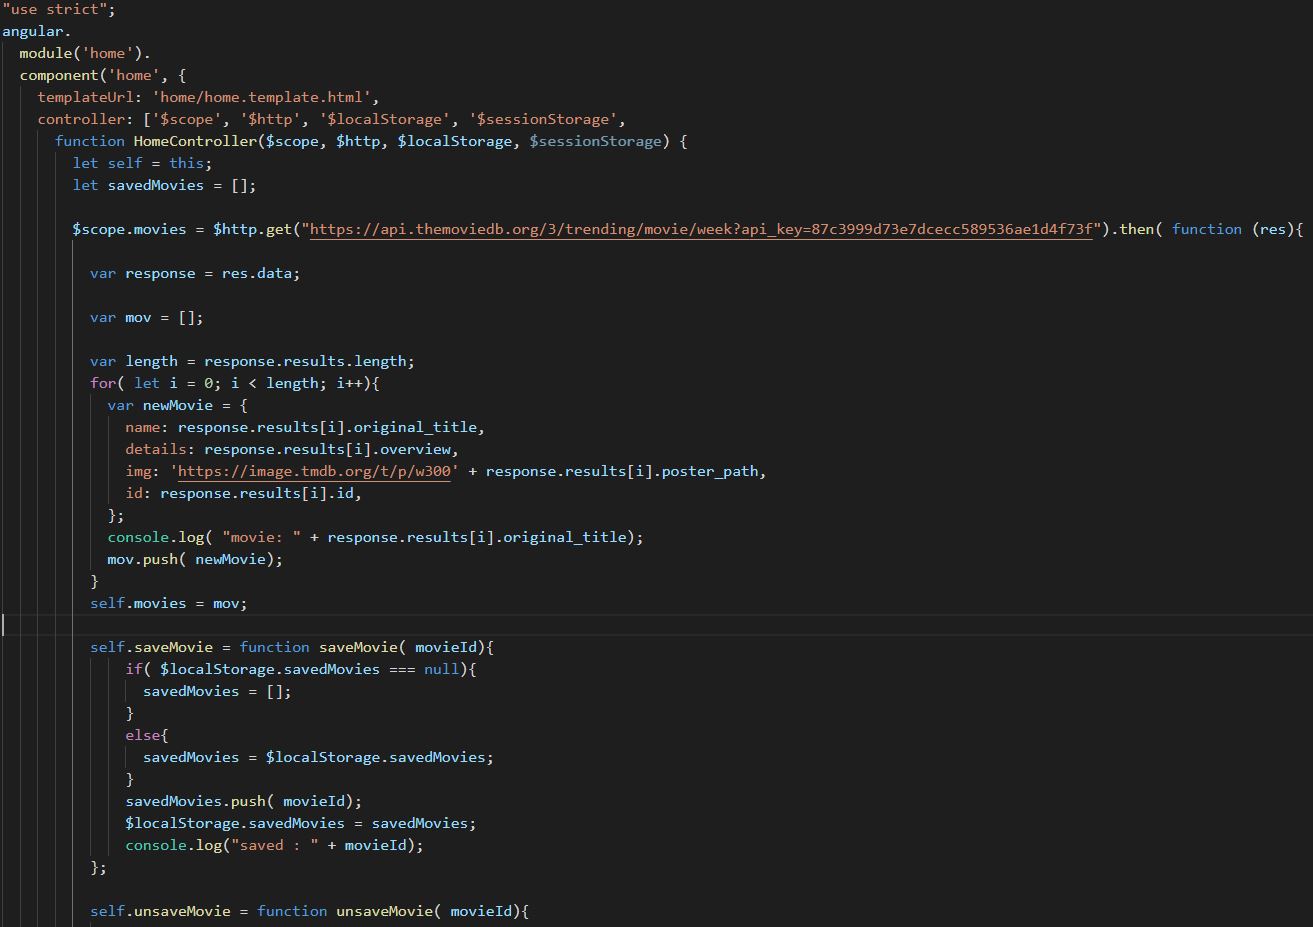 "use strict";
angular.
module('home').
component('home', {
templateUrl: 'home/home.template.html',
controller: ['$scope', '$http', '$localStorage', '$sessionStorage',
function HomeController($scope, $http, $localStorage, $sessionStorage) {
let self = this;
let savedMovies = [];
$scope.movies = $http.get("https://api.themoviedb.org/3/trending/movie/week?api_key=87c3999d73e7dcecc589536ae1d4f73f").then( function (res){
var response = res.data;
var mov = [];
var length = response.results.length;
for( let i = 0; i < length; i++){
var newMovie = {
name: response.results[i].original_title,
details: response.results[i].overview,
img: 'https://image.tmdb.org/t/p/w300' + response.results[i].poster_path,
id: response.results[i].id,
};
console.log( "movie: " + response.results[i].original_title);
mov.push( newMovie);
}
self.movies = mov;
self.saveMovie = function saveMovie( movieId){
if( $localStorage.savedMovies === null){
savedMovies = [];
}
else{
savedMovies = $localStorage.savedMovies;
}
savedMovies.push( movieId);
$localStorage.savedMovies = savedMovies;
console.log("saved : " + movieId);
};
self.unsaveMovie = function unsaveMovie( movieId){